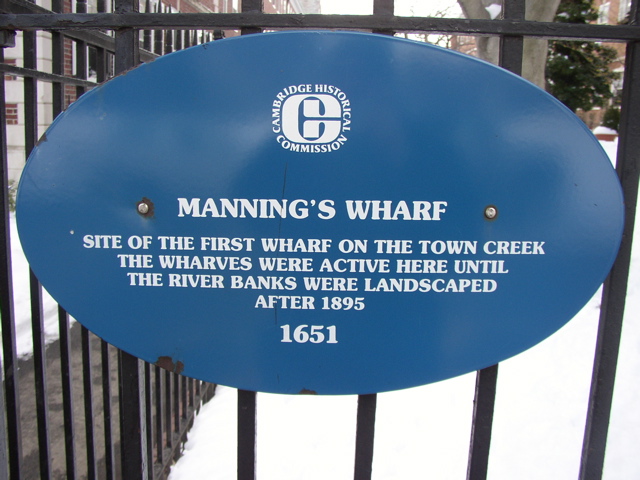 CAMBRIDGE HISTORICAL
COMMISSION
MANNING'S WHARF
SITE OF THE FIRST WHARF ON THE TOWN CREEK
THE WHARVES WERE ACTIVE HERE UNTIL
THE RIVER BANKS WERE LANDSCAPED
AFTER 1895
1651